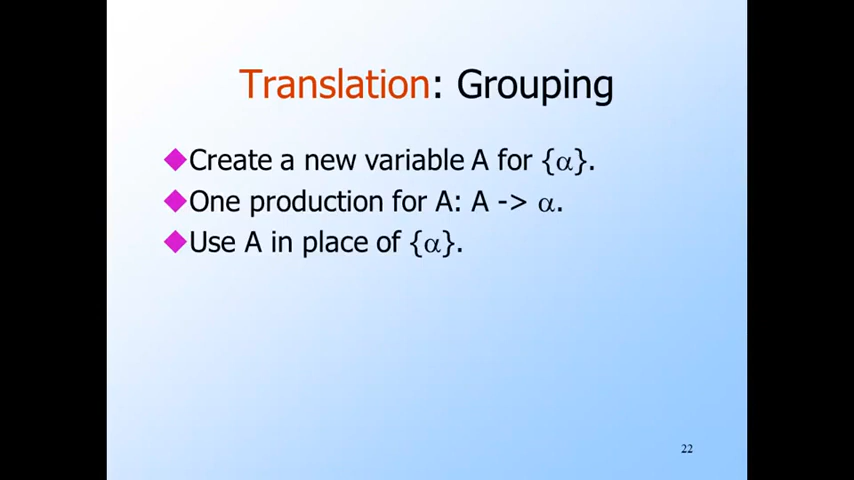 Translation: Grouping
Create a new variable A for {α}.
One production for A: A -> α.
Use A in place of {α}.
22